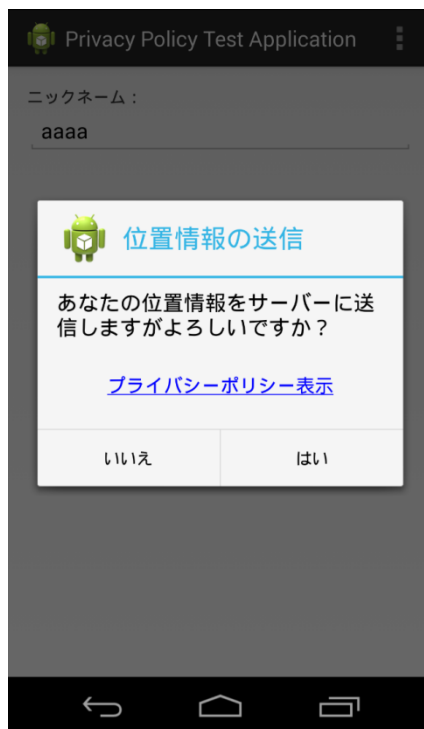 Privacy Policy Test Application
ニックネーム：
aaaa
位置情報の送信
あなたの位置情報をサーバーに送
信しますがよろしいですか？
プライバシーポリシー表示
いいえ
はい